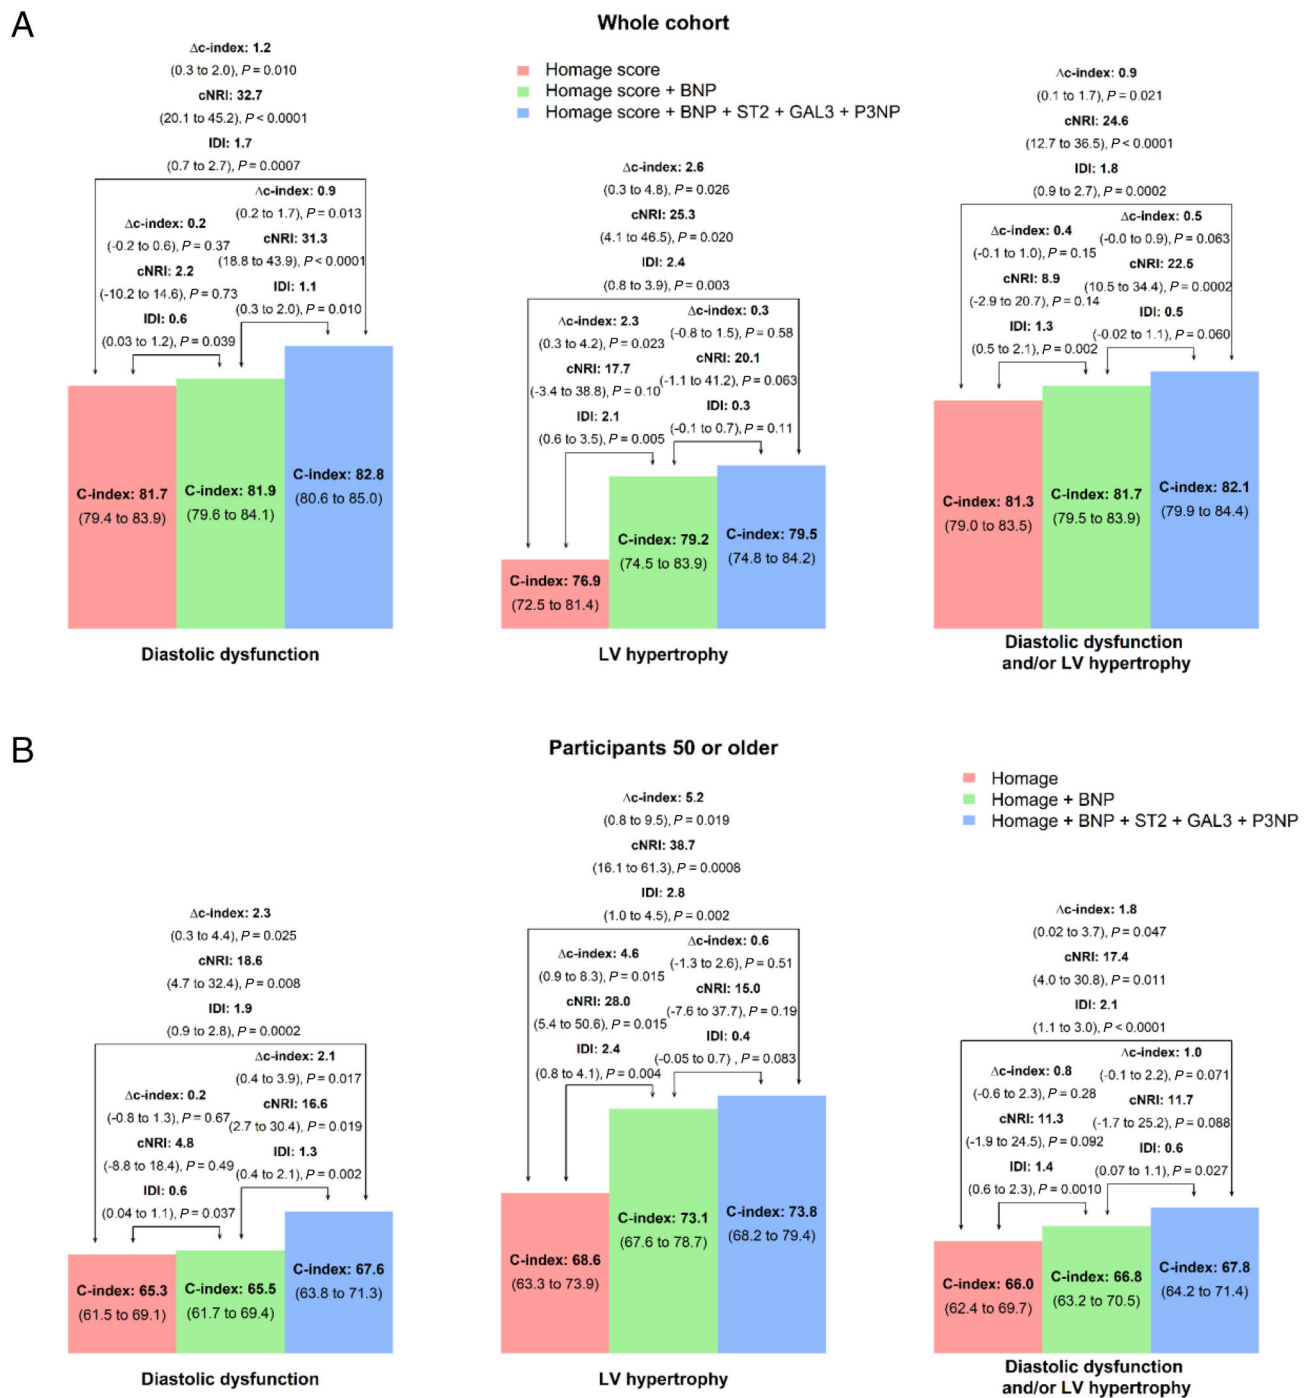 A
Whole cohort
Homage score
Homage score + BNP
Homage score + BNP + ST2 + GAL3 + P3NP
Δc-index: 1.2
(0.3 to 2.0), P = 0.010
cNRI: 32.7
(20.1 to 45.2), P < 0.0001
IDI: 1.7
(0.7 to 2.7), P = 0.0007
Δc-index: 0.2
(-0.2 to 0.6), P = 0.37
cNRI: 2.2
(-10.2 to 14.6), P = 0.73
IDI: 0.6
(0.03 to 1.2), P = 0.039
Δc-index: 0.9
(0.2 to 1.7), P = 0.013
cNRI: 31.3
(18.8 to 43.9), P < 0.0001
IDI: 1.1
(0.3 to 2.0), P = 0.010
C-index: 81.7
(79.4 to 83.9)
C-index: 81.9
(79.6 to 84.1)
C-index: 82.8
(80.6 to 85.0)
Diastolic dysfunction
Δc-index: 2.6
(0.3 to 4.8), P = 0.026
cNRI: 25.3
(4.1 to 46.5), P = 0.020
IDI: 2.4
(0.8 to 3.9), P = 0.003
Δc-index: 2.3
(0.3 to 4.2), P = 0.023
cNRI: 17.7
(-3.4 to 38.8), P = 0.10
IDI: 2.1
(0.6 to 3.5), P = 0.005
Δc-index: 0.3
(-0.8 to 1.5), P = 0.58
cNRI: 20.1
(-1.1 to 41.2), P = 0.063
IDI: 0.3
(-0.1 to 0.7), P = 0.11
C-index: 76.9
(72.5 to 81.4)
C-index: 79.2
(74.5 to 83.9)
C-index: 79.5
(74.8 to 84.2)
LV hypertrophy
Δc-index: 0.9
(0.1 to 1.7), P = 0.021
cNRI: 24.6
(12.7 to 36.5), P < 0.0001
IDI: 1.8
(0.9 to 2.7), P = 0.0002
Δc-index: 0.4
(-0.1 to 1.0), P = 0.15
cNRI: 8.9
(-2.9 to 20.7), P = 0.14
IDI: 1.3
(0.5 to 2.1), P = 0.002
Δc-index: 0.5
(-0.0 to 0.9), P = 0.063
cNRI: 22.5
(10.5 to 34.4), P = 0.0002
IDI: 0.5
(-0.02 to 1.1), P = 0.060
C-index: 81.3
(79.0 to 83.5)
C-index: 81.7
(79.5 to 83.9)
C-index: 82.1
(79.9 to 84.4)
Diastolic dysfunction
and/or LV hypertrophy
B
Participants 50 or older
Homage
Homage + BNP
Homage + BNP + ST2 + GAL3 + P3NP
Δc-index: 2.3
(0.3 to 4.4), P = 0.025
cNRI: 18.6
(4.7 to 32.4), P = 0.008
IDI: 1.9
(0.9 to 2.8), P = 0.0002
Δc-index: 0.2
(-0.8 to 1.3), P = 0.67
cNRI: 4.8
(-8.8 to 18.4), P = 0.49
IDI: 0.6
(0.04 to 1.1), P = 0.037
Δc-index: 2.1
(0.4 to 3.9), P = 0.017
cNRI: 16.6
(2.7 to 30.4), P = 0.019
IDI: 1.3
(0.4 to 2.1), P = 0.002
C-index: 65.3
(61.5 to 69.1)
C-index: 65.5
(61.7 to 69.4)
C-index: 67.6
(63.8 to 71.3)
Diastolic dysfunction
Δc-index: 5.2
(0.8 to 9.5), P = 0.019
cNRI: 38.7
(16.1 to 61.3), P = 0.0008
IDI: 2.8
(1.0 to 4.5), P = 0.002
Δc-index: 4.6
(0.9 to 8.3), P = 0.015
cNRI: 28.0
(5.4 to 50.6), P = 0.015
IDI: 2.4
(0.8 to 4.1), P = 0.004
Δc-index: 0.6
(-1.3 to 2.6), P = 0.51
cNRI: 15.0
(-7.6 to 37.7), P = 0.19
IDI: 0.4
(-0.05 to 0.7) , P = 0.083
C-index: 68.6
(63.3 to 73.9)
C-index: 73.1
(67.6 to 78.7)
C-index: 73.8
(68.2 to 79.4)
LV hypertrophy
Δc-index: 1.8
(0.02 to 3.7), P = 0.047
cNRI: 17.4
(4.0 to 30.8), P = 0.011
IDI: 2.1
(1.1 to 3.0), P < 0.0001
Δc-index: 0.8
(-0.6 to 2.3), P = 0.28
cNRI: 11.3
(-1.9 to 24.5), P = 0.092
IDI: 1.4
(0.6 to 2.3), P = 0.0010
Δc-index: 1.0
(-0.1 to 2.2), P = 0.071
cNRI: 11.7
(-1.7 to 25.2), P = 0.088
IDI: 0.6
(0.07 to 1.1), P = 0.027
C-index: 66.0
(62.4 to 69.7)
C-index: 66.8
(63.2 to 70.5)
C-index: 67.8
(64.2 to 71.4)
Diastolic dysfunction
and/or LV hypertrophy